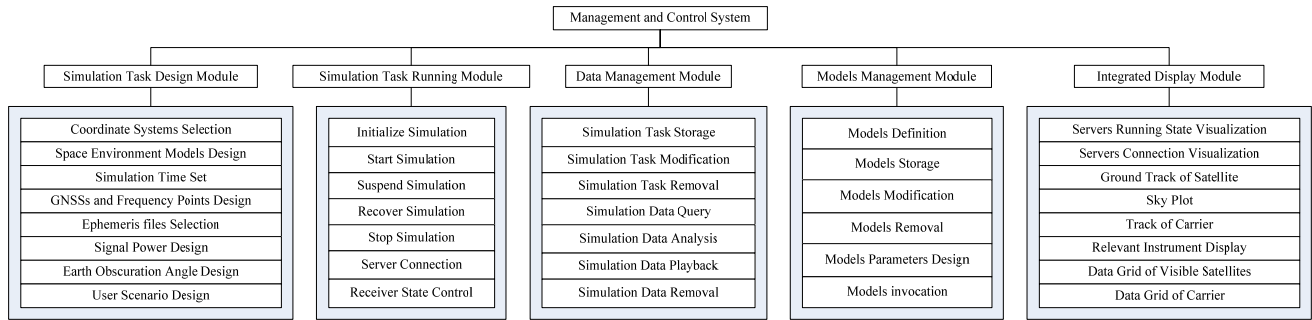 Management and Control System
Simulation Task Design Module
Simulation Task Running Module
Data Management Module
Models Management Module
Integrated Display Module
Coordinate Systems Selection
Space Environment Models Design
Simulation Time Set
GNSSs and Frequency Points Design
Ephemeris files Selection
Signal Power Design
Earth Obscuration Angle Design
User Scenario Design
Initialize Simulation
Start Simulation
Suspend Simulation
Recover Simulation
Stop Simulation
Server Connection
Receiver State Control
Simulation Task Storage
Simulation Task Modification
Simulation Task Removal
Simulation Data Query
Simulation Data Analysis
Simulation Data Playback
Simulation Data Removal
Models Definition
Models Storage
Models Modification
Models Removal
Models Parameters Design
Models invocation
Servers Running State Visualization
Servers Connection Visualization
Ground Track of Satellite
Sky Plot
Track of Carrier
Relevant Instrument Display
Data Grid of Visible Satellites
Data Grid of Carrier